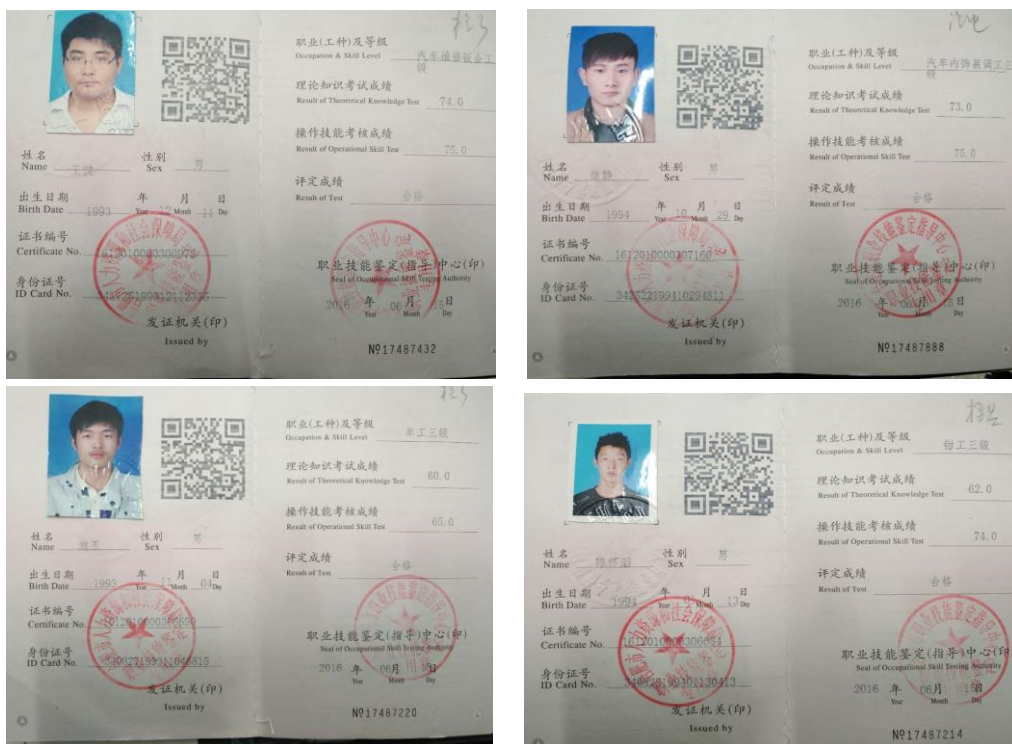 职业(工种)及等级
Occupation & Skill Level
汽车维修钣金工三级
理论知识考试成绩
Result of Theoretical Knowledge Test
74.0
操作技能考核成绩
Result of Operational Skill Test
75.0
姓名
Name
性别
Sex
男
评定成绩
Result of Test
合格
出生日期
Birth Date
1993
年
Year
12
月
Month
日
Day
证书编号
Certificate No.
职业技能鉴定(指导)中心(印)
Seal of Occupational Skill Testing Authority
身份证号
ID Card No.
2016
年
Year
06
月
Month
日
Day
发证机关(印)
Issued by
№17487432
职业(工种)及等级
Occupation & Skill Level
汽车内饰装调工三级
理论知识考试成绩
Result of Theoretical Knowledge Test
73.0
操作技能考核成绩
Result of Operational Skill Test
75.0
姓名
Name
性别
Sex
男
评定成绩
Result of Test
合格
出生日期
Birth Date
1994
年
Year
10
月
Month
29
日
Day
证书编号
Certificate No.
1612010000307160
职业技能鉴定(指导)中心(印)
Seal of Occupational Skill Testing Authority
身份证号
ID Card No.
2016
年
Year
06
月
Month
日
Day
发证机关(印)
Issued by
№17487888
职业(工种)及等级
Occupation & Skill Level
车工三级
理论知识考试成绩
Result of Theoretical Knowledge Test
60.0
操作技能考核成绩
Result of Operational Skill Test
65.0
姓名
Name
性别
Sex
男
评定成绩
Result of Test
合格
出生日期
Birth Date
1993
年
Year
11
月
Month
04
日
Day
证书编号
Certificate No.
职业技能鉴定(指导)中心(印)
Seal of Occupational Skill Testing Authority
身份证号
ID Card No.
2016
年
Year
06
月
Month
日
Day
发证机关(印)
Issued by
№17487220
职业(工种)及等级
Occupation & Skill Level
钳工三级
理论知识考试成绩
Result of Theoretical Knowledge Test
62.0
操作技能考核成绩
Result of Operational Skill Test
74.0
姓名
Name
性别
Sex
男
评定成绩
Result of Test
合格
出生日期
Birth Date
1994
年
Year
月
Month
13
日
Day
证书编号
Certificate No.
职业技能鉴定(指导)中心(印)
Seal of Occupational Skill Testing Authority
身份证号
ID Card No.
2016
年
Year
06
月
Month
日
Day
发证机关(印)
Issued by
№17487214